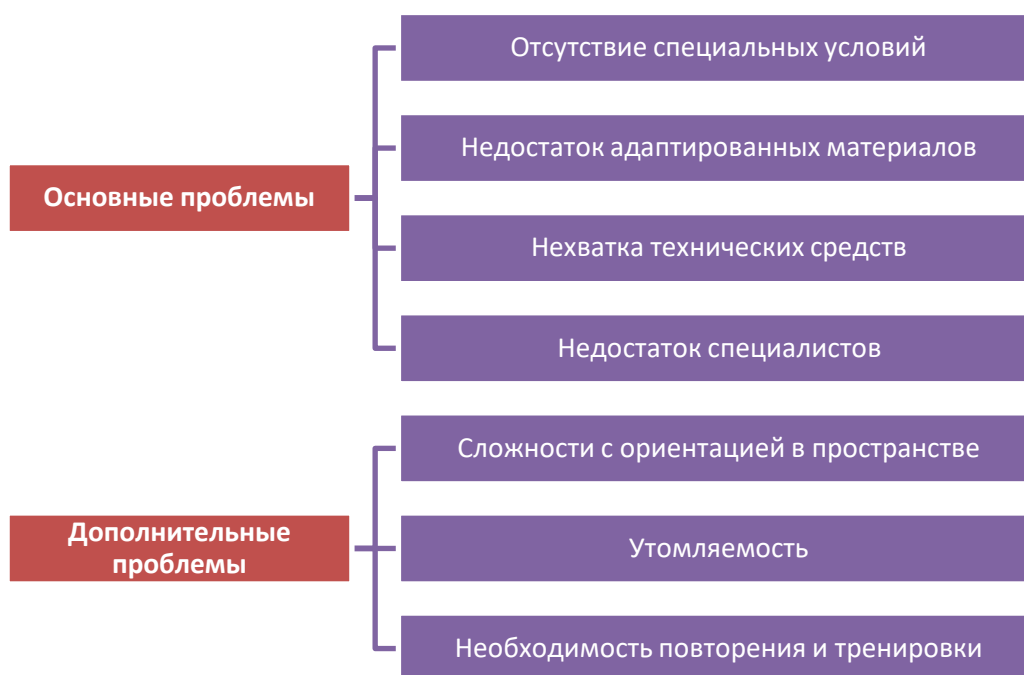 Основные проблемы
Отсутствие специальных условий
Недостаток адаптированных материалов
Нехватка технических средств
Недостаток специалистов
Дополнительные
проблемы
Сложности с ориентацией в пространстве
Утомляемость
Необходимость повторения и тренировки